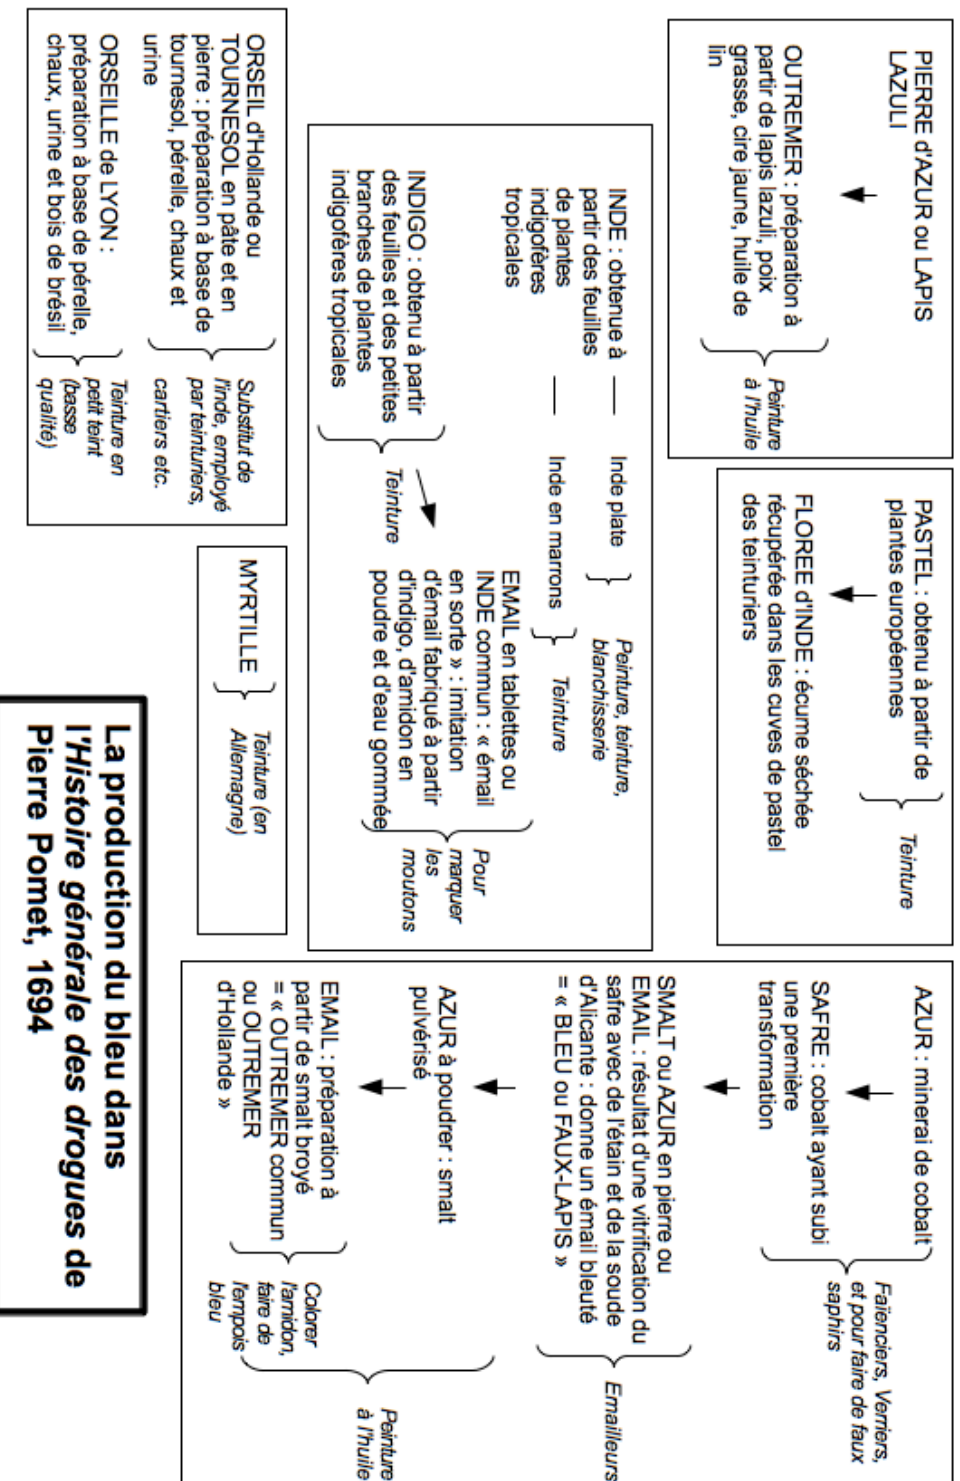 PIERRE d'AZUR ou LAPIS
LAZULI
OUTREMER : préparation à
partir de lapis lazuli, poix
grasse, cire jaune, huile de
lin
Peinture
à l'huile
PASTEL : obtenu à partir de
plantes européennes
FLOREE d'INDE : écume séchée
récupérée dans les cuves de pastel
des teinturiers
Teinture
AZUR : minerai de cobalt
SAFRE : cobalt ayant subi
une première
transformation
Faïenciers, Verriers,
et pour faire de faux
saphirs
SMALT ou AZUR en pierre ou
EMAIL : résultat d'une vitrification du
safre avec de l'étain et de la soude
d'Alicante : donne un émail bleuté
= « BLEU ou FAUX-LAPIS »
Emailleurs
AZUR à poudrer : smalt
pulvérisé
EMAIL : préparation à
partir de smalt broyé
= « OUTREMER commun
ou OUTREMER
d'Hollande »
Colorer
l'amidon,
faire de
l'empois
bleu
Peinture
à l'huile
INDE : obtenue à
partir des feuilles
de plantes
indigofères
tropicales
Inde plate
Peinture, teinture,
blanchisserie
Inde en marrons
Teinture
INDIGO : obtenu à partir
des feuilles et des petites
branches de plantes
indigofères tropicales
Teinture
EMAIL en tablettes ou
INDE commun : « émail
en sorte » : imitation
d'émail fabriqué à partir
d'indigo, d'amidon en
poudre et d'eau gommée
Pour
marquer
les
moutons
ORSEIL d'Hollande ou
TOURNESOL en pâte et en
pierre : préparation à base de
tournesol, pérelle, chaux et
urine
Substitut de
l'inde, employé
par teinturiers,
cartiers etc.
ORSEILLE de LYON :
préparation à base de pérelle,
chaux, urine et bois de brésil
Teinture en
petit teint
(basse
qualité)
MYRTILLE
Teinture (en
Allemagne)
La production du bleu dans
l'Histoire générale des drogues de
Pierre Pomet, 1694